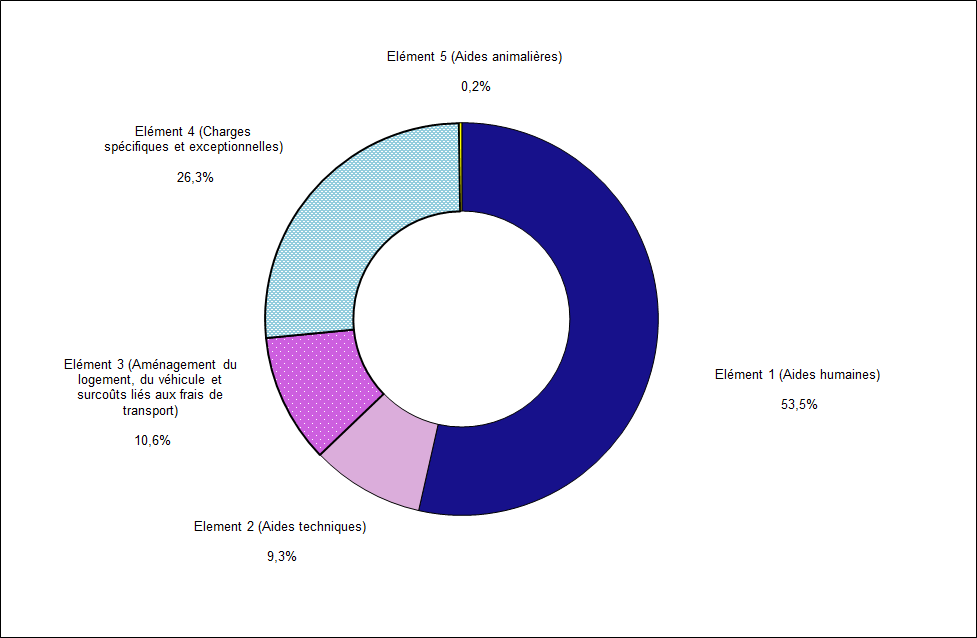 Elément 5 (Aides animalières)
0,2%
Elément 4 (Charges
spécifiques et exceptionnelles)
26,3%
Elément 3 (Aménagement du
logement, du véhicule et
surcoûts liés aux frais de
transport)
10,6%
Elément 1 (Aides humaines)
53,5%
Element 2 (Aides techniques)
9,3%